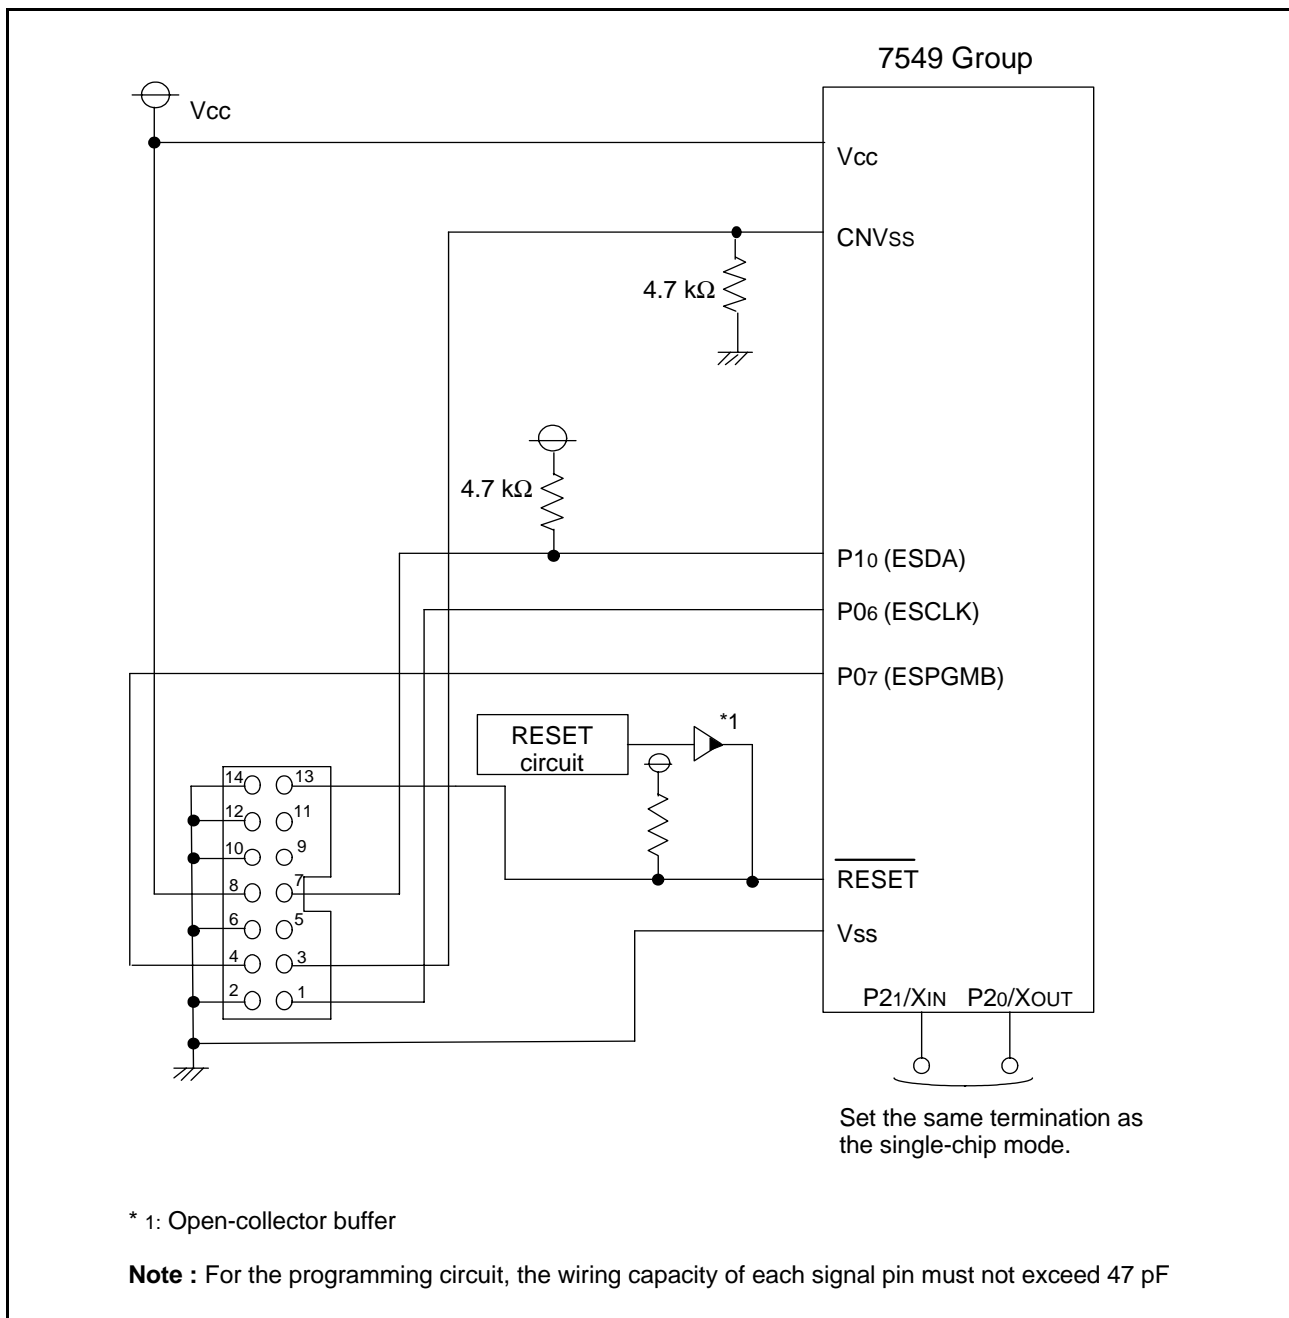 7549 Group
Vcc
Vcc
CNVSS
4.7 kΩ
4.7 kΩ
P10 (ESDA)
P06 (ESCLK)
P07 (ESPGMB)
*1
RESET
circuit
14 13
12 11
10 9
8 7
6 5
4 3
2 1
RESET
Vss
P21/XIN P20/XOUT
Set the same termination as
the single-chip mode.
* 1: Open-collector buffer
Note : For the programming circuit, the wiring capacity of each signal pin must not exceed 47 pF